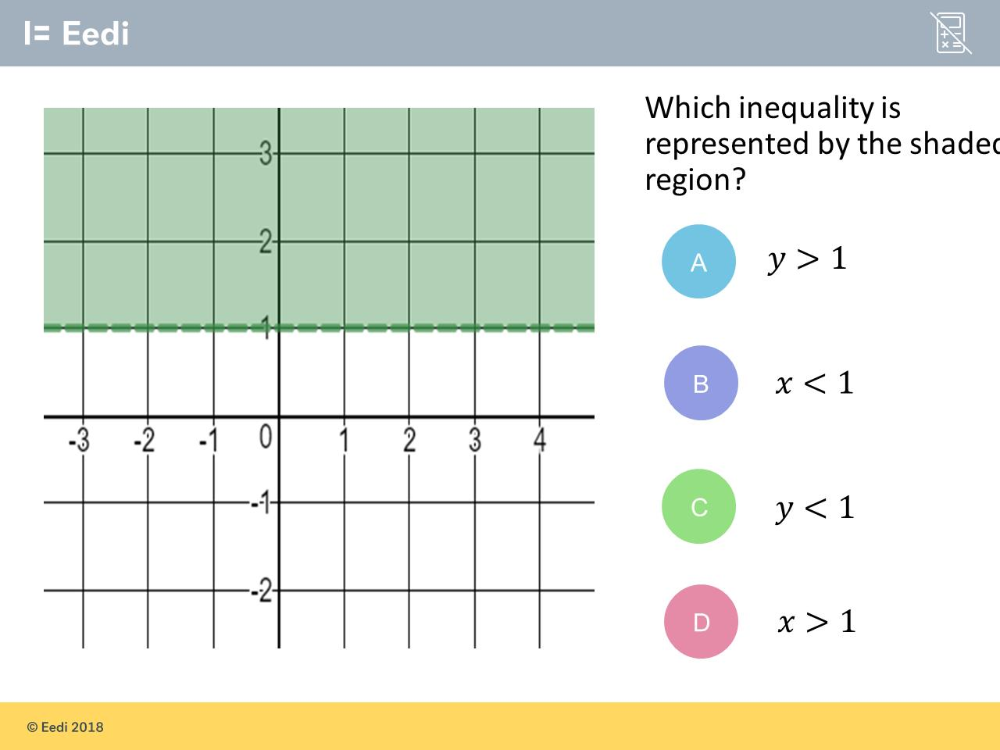 Eedi
Which inequality is
represented by the shaded
region?
3
2
1
-3 -2 -1 0 1 2 3 4
-1
-2
A y > 1
B x < 1
C y < 1
D x > 1
© Eedi 2018